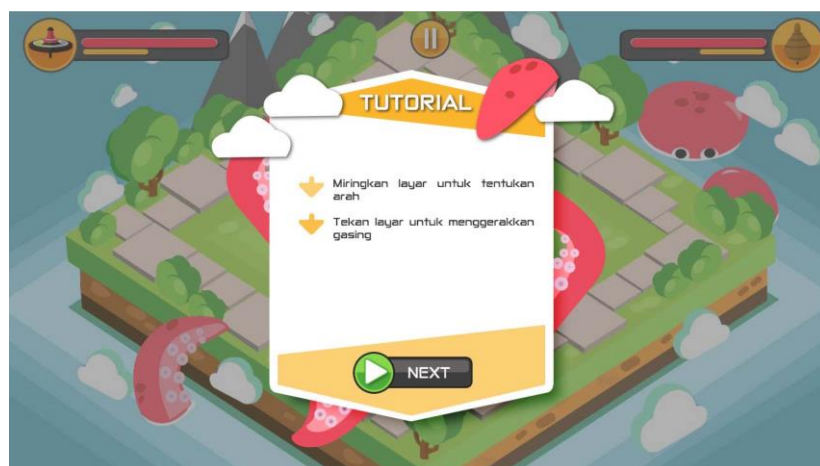 TUTORIAL
Miringkan layar untuk tentukan
arah
Tekan layar untuk menggerakkan
gasing
NEXT